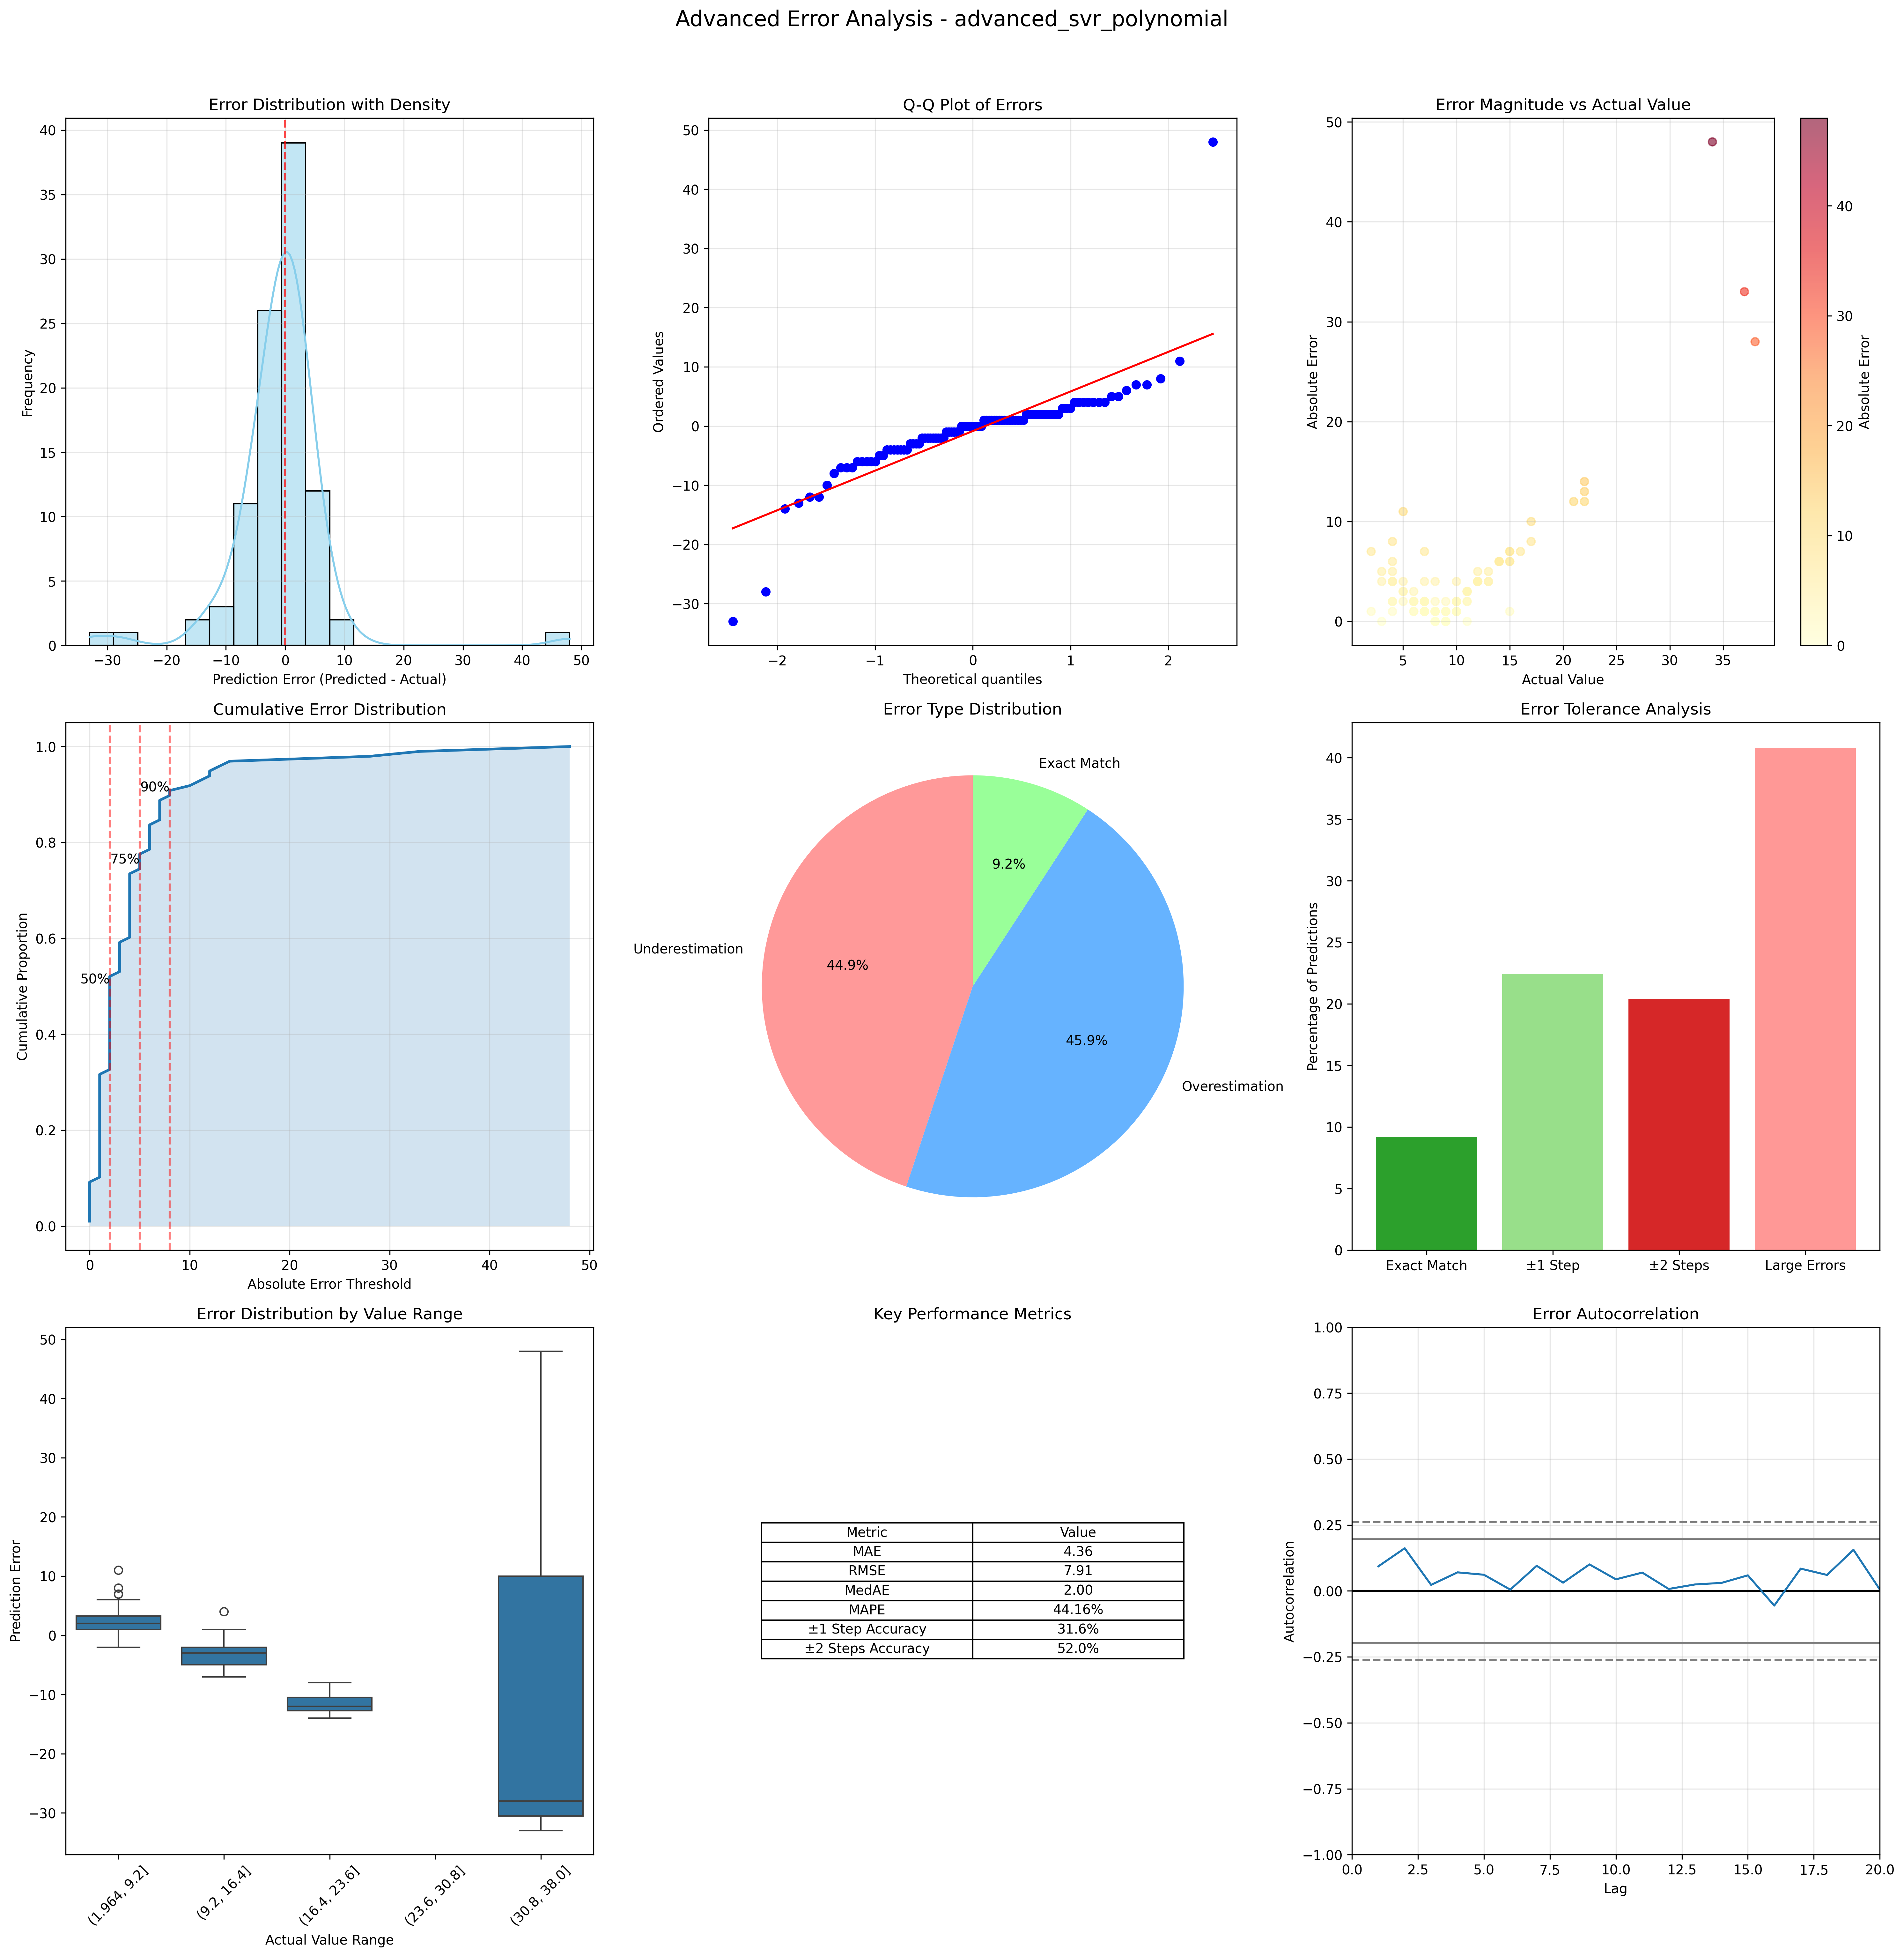 Advanced Error Analysis - advanced_svr_polynomial
Error Distribution with Density
40
35
30
25
20
15
10
5
0
Frequency
−30
−20
−10
0
10
20
30
40
50
Prediction Error (Predicted - Actual)
Q-Q Plot of Errors
50
40
30
20
10
0
−10
−20
−30
Ordered Values
−2
−1
0
1
2
Theoretical quantiles
Error Magnitude vs Actual Value
50
40
30
20
10
0
Absolute Error
5
10
15
20
25
30
35
Actual Value
40
30
20
10
0
Absolute Error
Cumulative Error Distribution
1.0
0.8
0.6
0.4
0.2
0.0
Cumulative Proportion
90%
75%
50%
0
10
20
30
40
50
Absolute Error Threshold
Error Type Distribution
Exact Match
9.2%
Underestimation
44.9%
45.9%
Overestimation
Error Tolerance Analysis
40
35
30
25
20
15
10
5
0
Percentage of Predictions
Exact Match
±1 Step
±2 Steps
Large Errors
Error Distribution by Value Range
50
40
30
20
10
0
−10
−20
−30
Prediction Error
(1.964, 9.2]
(9.2, 16.4]
(16.4, 23.6]
(23.6, 30.8]
(30.8, 38.0]
Actual Value Range
Key Performance Metrics
Metric Value
MAE 4.36
RMSE 7.91
MedAE 2.00
MAPE 44.16%
±1 Step Accuracy 31.6%
±2 Steps Accuracy 52.0%
Error Autocorrelation
1.00
0.75
0.50
0.25
0.00
−0.25
−0.50
−0.75
−1.00
Autocorrelation
0.0
2.5
5.0
7.5
10.0
12.5
15.0
17.5
20.0
Lag